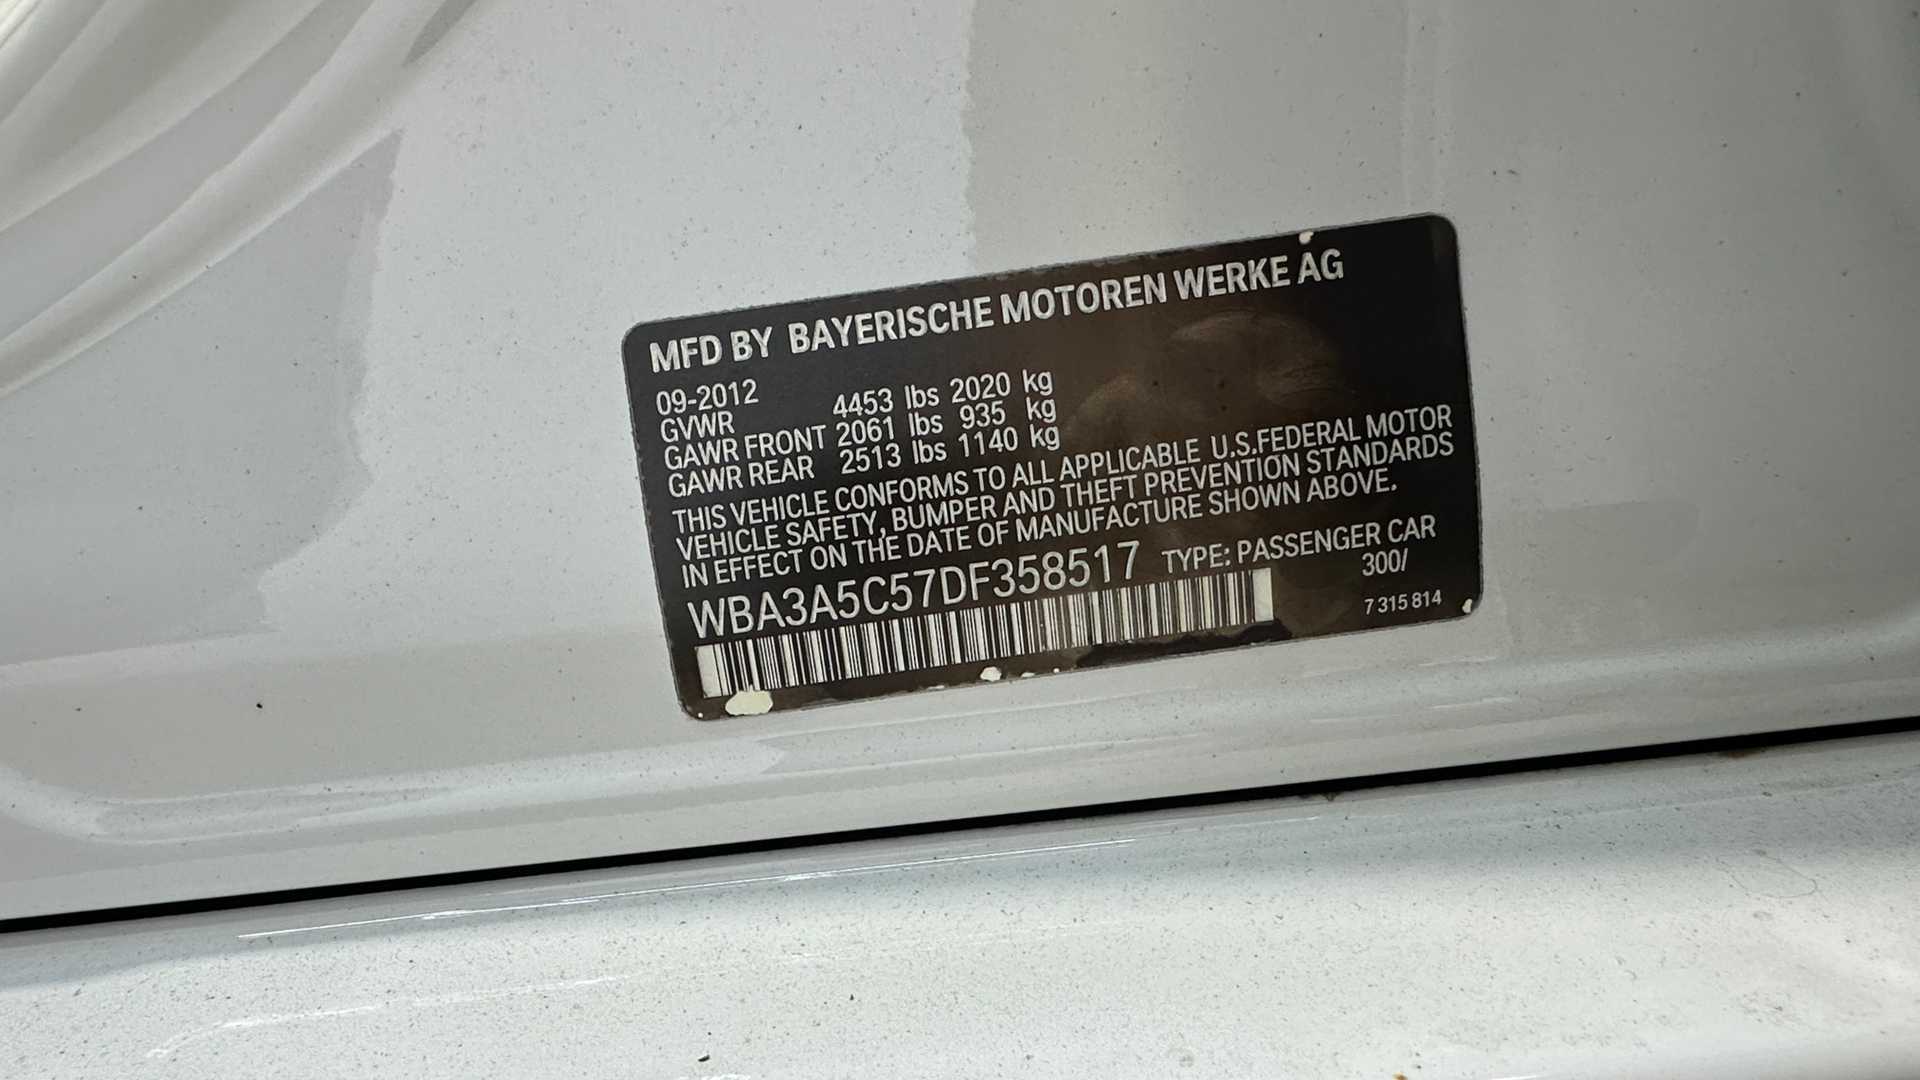 MFD BY BAYERISCHE MOTOREN WERKE AG
09-2012
GVWR 4453 lbs 2020 kg
GAWR FRONT 2061 lbs 935 kg
GAWR REAR 2513 lbs 1140 kg
THIS VEHICLE CONFORMS TO ALL APPLICABLE U.S.FEDERAL MOTOR
VEHICLE SAFETY, BUMPER AND THEFT PREVENTION STANDARDS
IN EFFECT ON THE DATE OF MANUFACTURE SHOWN ABOVE.
WBA3A5C57DF358517 TYPE: PASSENGER CAR
300/
7 315 814